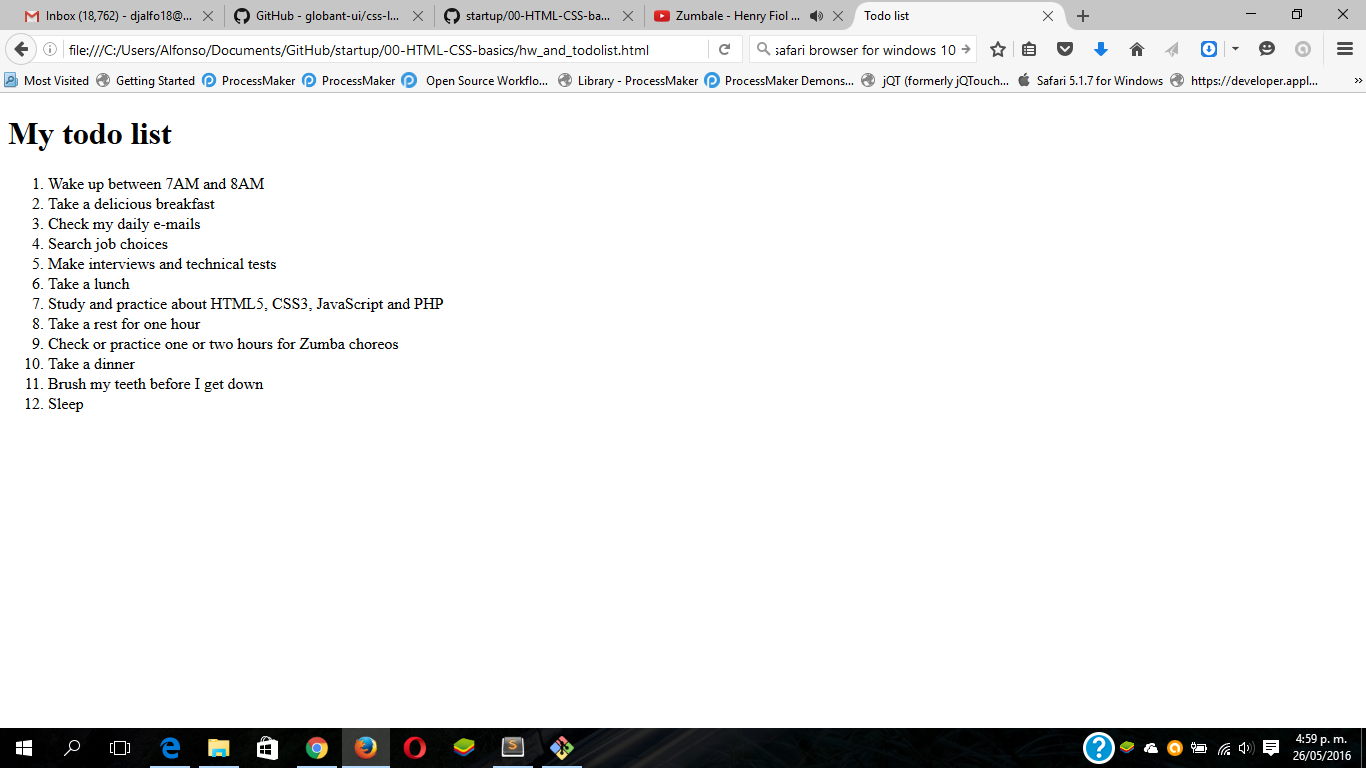 Inbox (18,762) - djalfo18@...
GitHub - globant-ui/css-l...
startup/00-HTML-CSS-ba...
Zumbale - Henry Fiol ...
Todo list
file:///C:/Users/Alfonso/Documents/GitHub/startup/00-HTML-CSS-basics/hw_and_todolist.html
safari browser for windows 10
Most Visited
Getting Started
ProcessMaker
ProcessMaker
Open Source Workflo...
Library - ProcessMaker
ProcessMaker Demons...
jQT (formerly jQTouch...
Safari 5.1.7 for Windows
https://developer.appl...
My todo list
1. Wake up between 7AM and 8AM
2. Take a delicious breakfast
3. Check my daily e-mails
4. Search job choices
5. Make interviews and technical tests
6. Take a lunch
7. Study and practice about HTML5, CSS3, JavaScript and PHP
8. Take a rest for one hour
9. Check or practice one or two hours for Zumba choreos
10. Take a dinner
11. Brush my teeth before I get down
12. Sleep
4:59 p. m.
26/05/2016